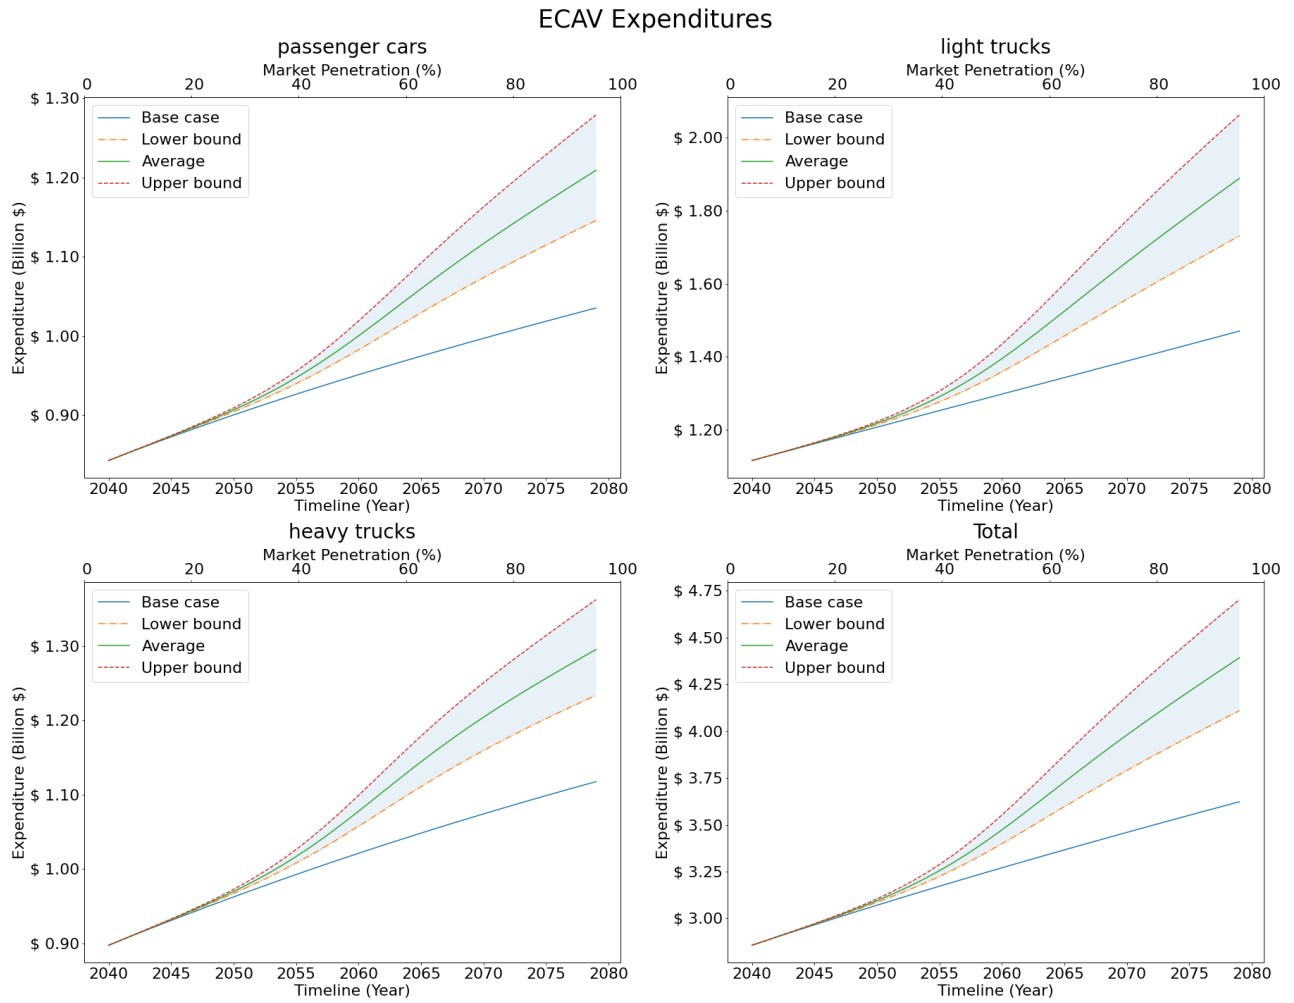 ECAV Expenditures
passenger cars
Market Penetration (%)
0 20 40 60 80 100
$ 1.30
$ 1.20
$ 1.10
$ 1.00
$ 0.90
Expenditure (Billion $)
Base case
Lower bound
Average
Upper bound
2040 2045 2050 2055 2060 2065 2070 2075 2080
Timeline (Year)
light trucks
Market Penetration (%)
0 20 40 60 80 100
$ 2.00
$ 1.80
$ 1.60
$ 1.40
$ 1.20
Expenditure (Billion $)
Base case
Lower bound
Average
Upper bound
2040 2045 2050 2055 2060 2065 2070 2075 2080
Timeline (Year)
heavy trucks
Market Penetration (%)
0 20 40 60 80 100
$ 1.30
$ 1.20
$ 1.10
$ 1.00
$ 0.90
Expenditure (Billion $)
Base case
Lower bound
Average
Upper bound
2040 2045 2050 2055 2060 2065 2070 2075 2080
Timeline (Year)
Total
Market Penetration (%)
0 20 40 60 80 100
$ 4.75
$ 4.50
$ 4.25
$ 4.00
$ 3.75
$ 3.50
$ 3.25
$ 3.00
Expenditure (Billion $)
Base case
Lower bound
Average
Upper bound
2040 2045 2050 2055 2060 2065 2070 2075 2080
Timeline (Year)